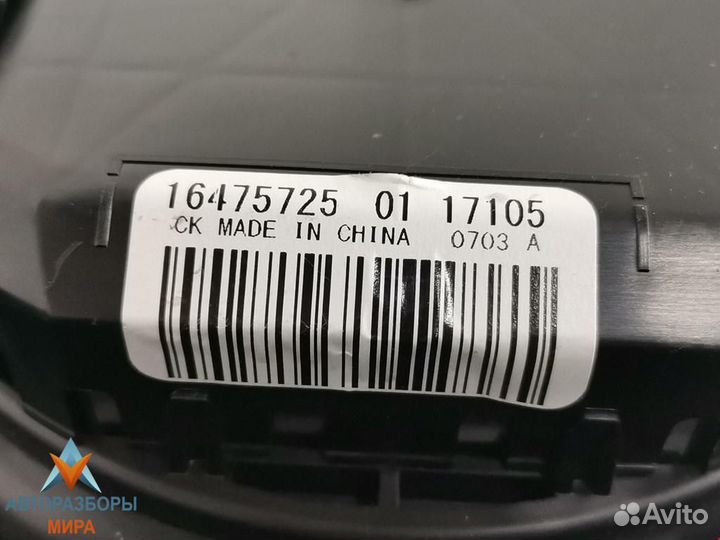 16475725 01 17105
CK MADE IN CHINA 0703 A
АВТОРАЗБОРЫ
МИРА
Avito